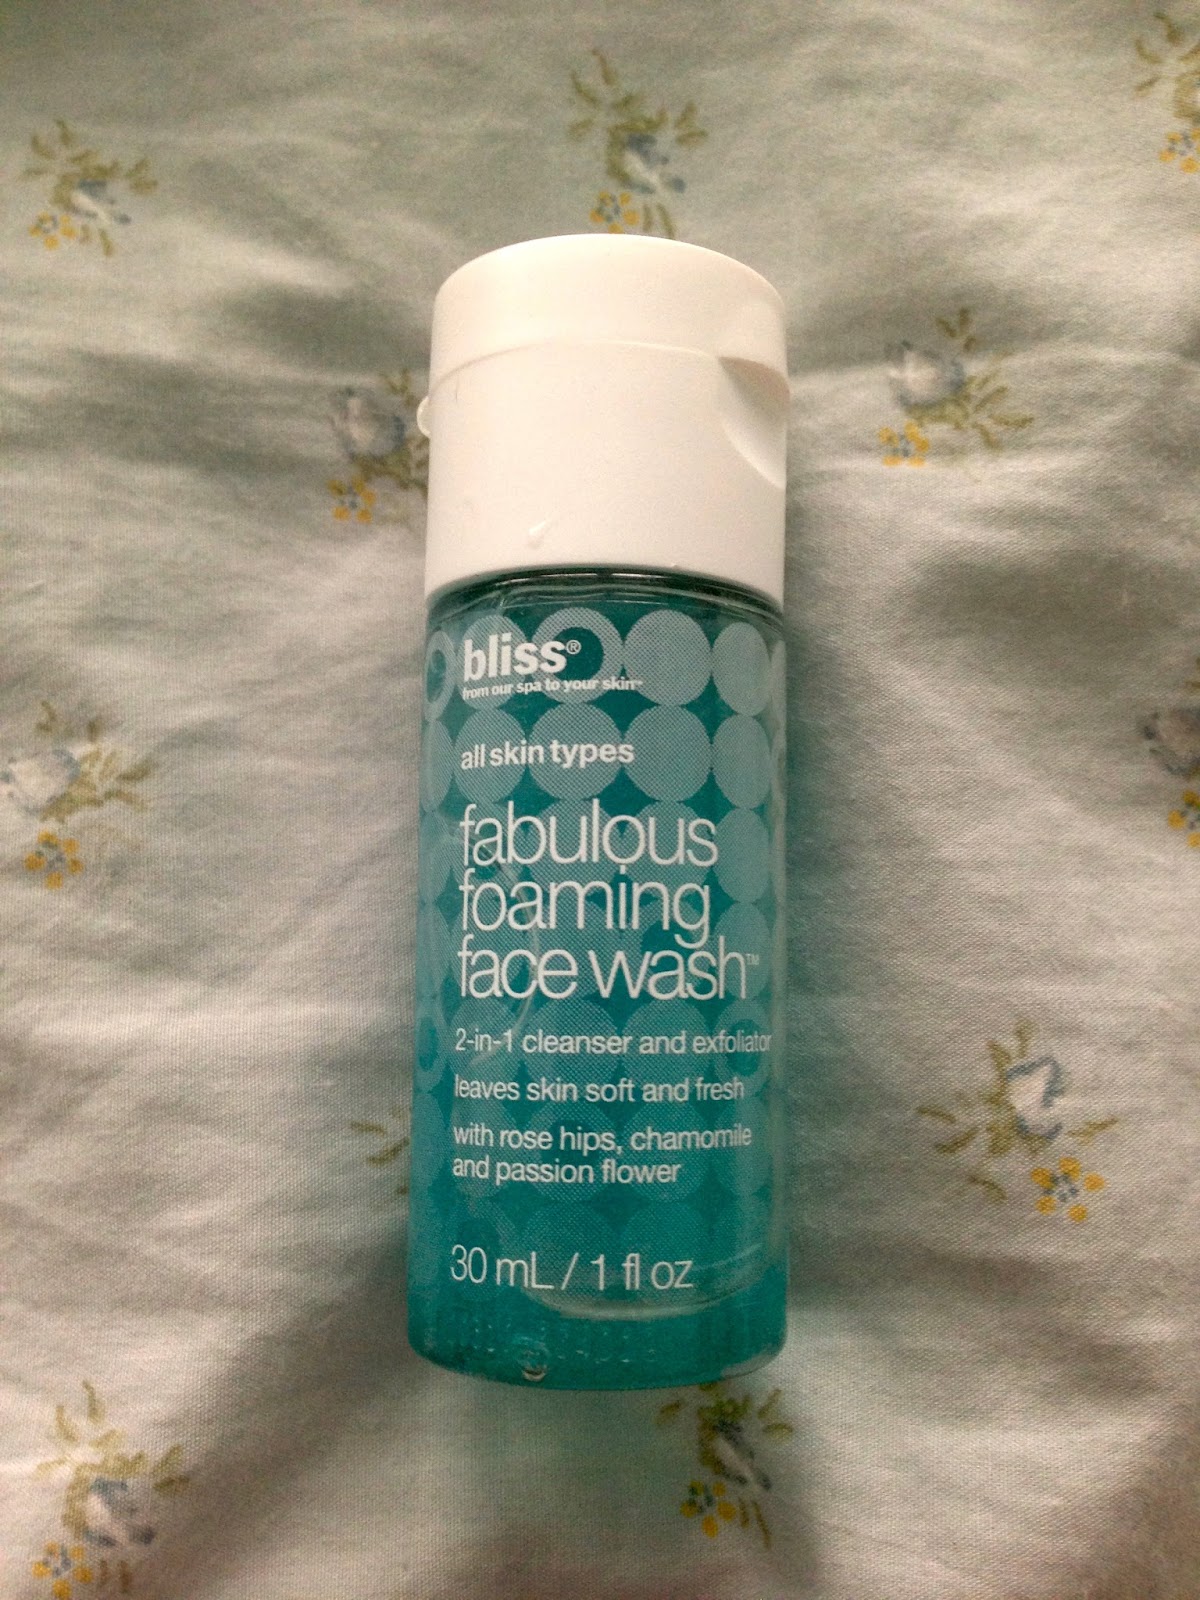 bliss®
from our spa to your skin™
all skin types
fabulous
foaming
face wash™
2-in-1 cleanser and exfoliator
leaves skin soft and fresh
with rose hips, chamomile
and passion flower
30 mL / 1 fl oz